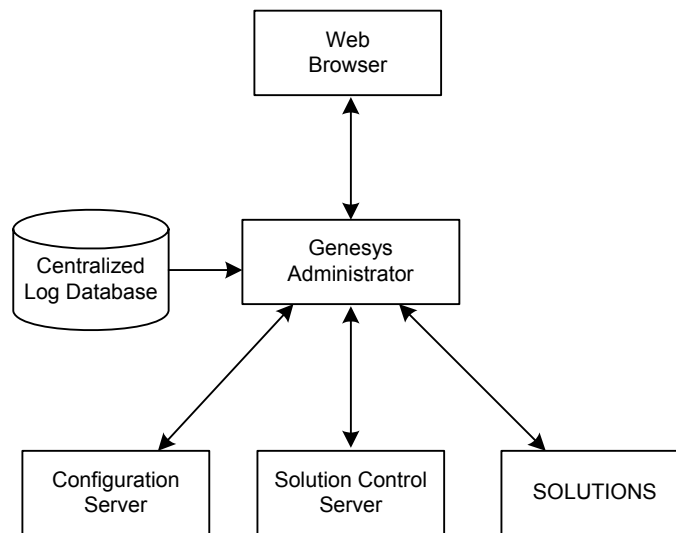 Web
Browser
Genesys
Administrator
Centralized
Log Database
Configuration
Server
Solution Control
Server
SOLUTIONS